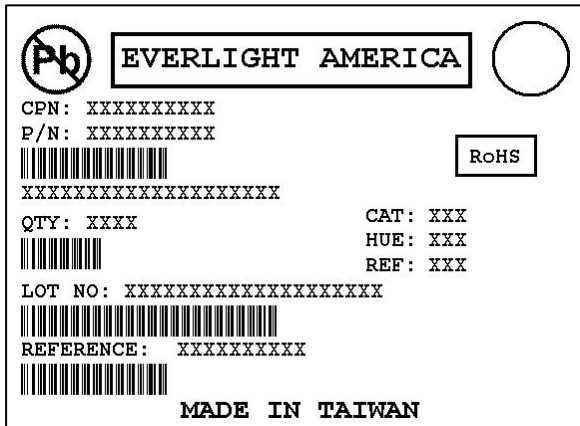 Pb
EVERLIGHT AMERICA
CPN: XXXXXXXXXX
P/N: XXXXXXXXXX
RoHS
XXXXXXXXXXXXXXXXXXXX
QTY: XXXX
CAT: XXX
HUE: XXX
REF: XXX
LOT NO: XXXXXXXXXXXXXXXXXXXX
REFERENCE: XXXXXXXXXX
MADE IN TAIWAN